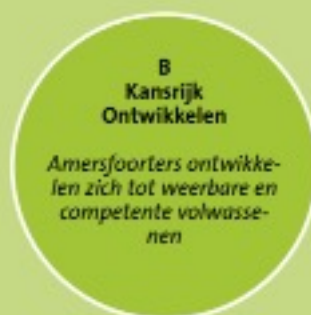 B
Kansrijk
Ontwikkelen
Amersfoorters ontwikke-
len zich tot weerbare en
competente volwasse-
nen